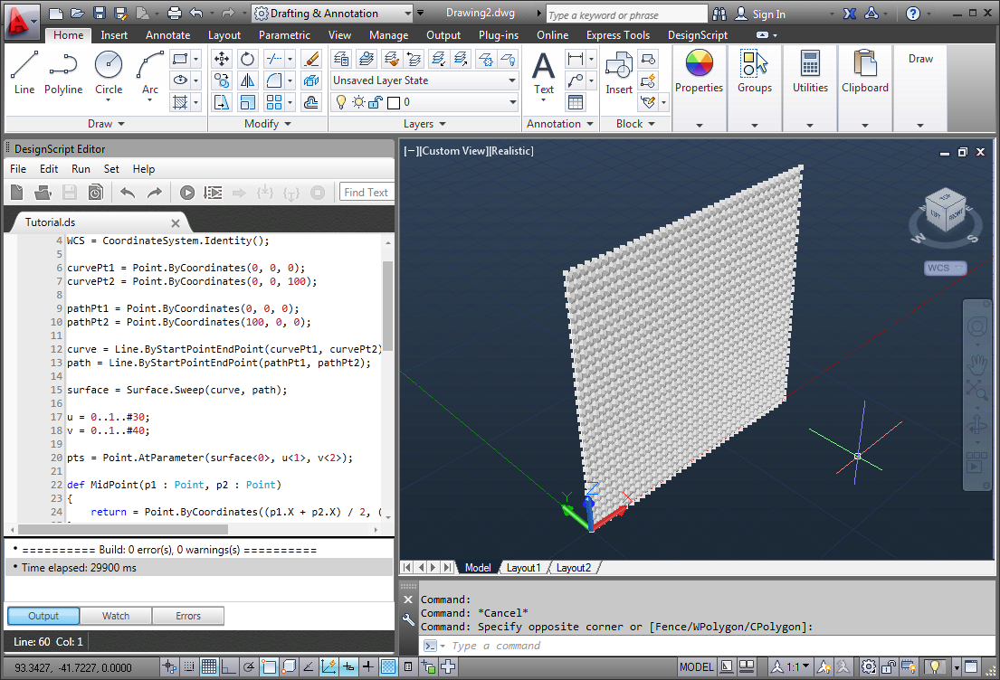 Drafting & Annotation
Drawing2.dwg
Type a keyword or phrase
Sign In
Home Insert Annotate Layout Parametric View Manage Output Plug-ins Online Express Tools DesignScript
Line Polyline Circle Arc
Draw
Modify
Unsaved Layer State
0
Layers
Text
Annotation
Insert
Block
Properties
Groups
Utilities
Clipboard
Draw
DesignScript Editor
File Edit Run Set Help
Find Text
Tutorial.ds
4 WCS = CoordinateSystem.Identity();
5
6 curvePt1 = Point.ByCoordinates(0, 0, 0);
7 curvePt2 = Point.ByCoordinates(0, 0, 100);
8
9 pathPt1 = Point.ByCoordinates(0, 0, 0);
10 pathPt2 = Point.ByCoordinates(100, 0, 0);
11
12 curve = Line.ByStartPointEndPoint(curvePt1, curvePt2)
13 path = Line.ByStartPointEndPoint(pathPt1, pathPt2);
14
15 surface = Surface.Sweep(curve, path);
16
17 u = 0..1..#30;
18 v = 0..1..#40;
19
20 pts = Point.AtParameter(surface<0>, u<1>, v<2>);
21
22 def MidPoint(p1 : Point, p2 : Point)
23 {
24 return = Point.ByCoordinates((p1.X + p2.X) / 2, (
* ========== Build: 0 error(s), 0 warnings(s) ==========
* Time elapsed: 29900 ms
Output Watch Errors
Line: 60 Col: 1
[−][Custom View][Realistic]
TOP
LEFT FRONT
W S
WCS
Z
Y X
Model Layout1 Layout2
Command:
Command: *Cancel*
Command: Specify opposite corner or [Fence/WPolygon/CPolygon]:
Type a command
93.3427, -41.7227, 0.0000
MODEL
1:1